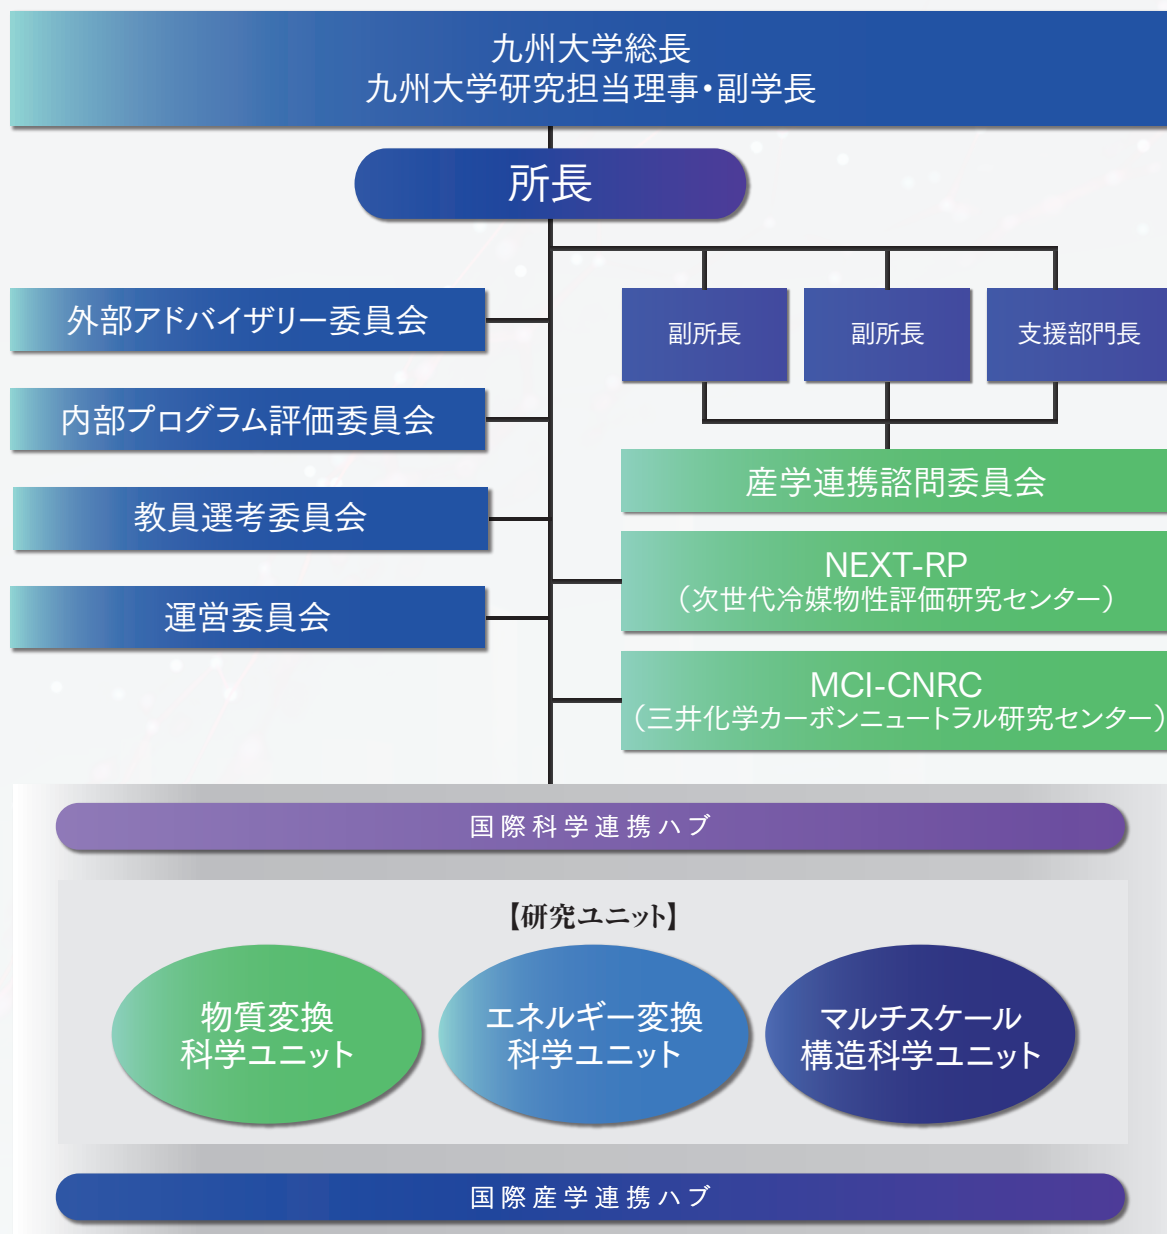 九州大学総長
九州大学研究担当理事・副学長
所長
外部アドバイザリー委員会
内部プログラム評価委員会
教員選考委員会
運営委員会
副所長
副所長
支援部門長
産学連携諮問委員会
NEXT-RP
（次世代冷媒物性評価研究センター）
MCI-CNRC
（三井化学カーボンニュートラル研究センター）
国際科学連携ハブ
【研究ユニット】
物質変換
科学ユニット
エネルギー変換
科学ユニット
マルチスケール
構造科学ユニット
国際産学連携ハブ